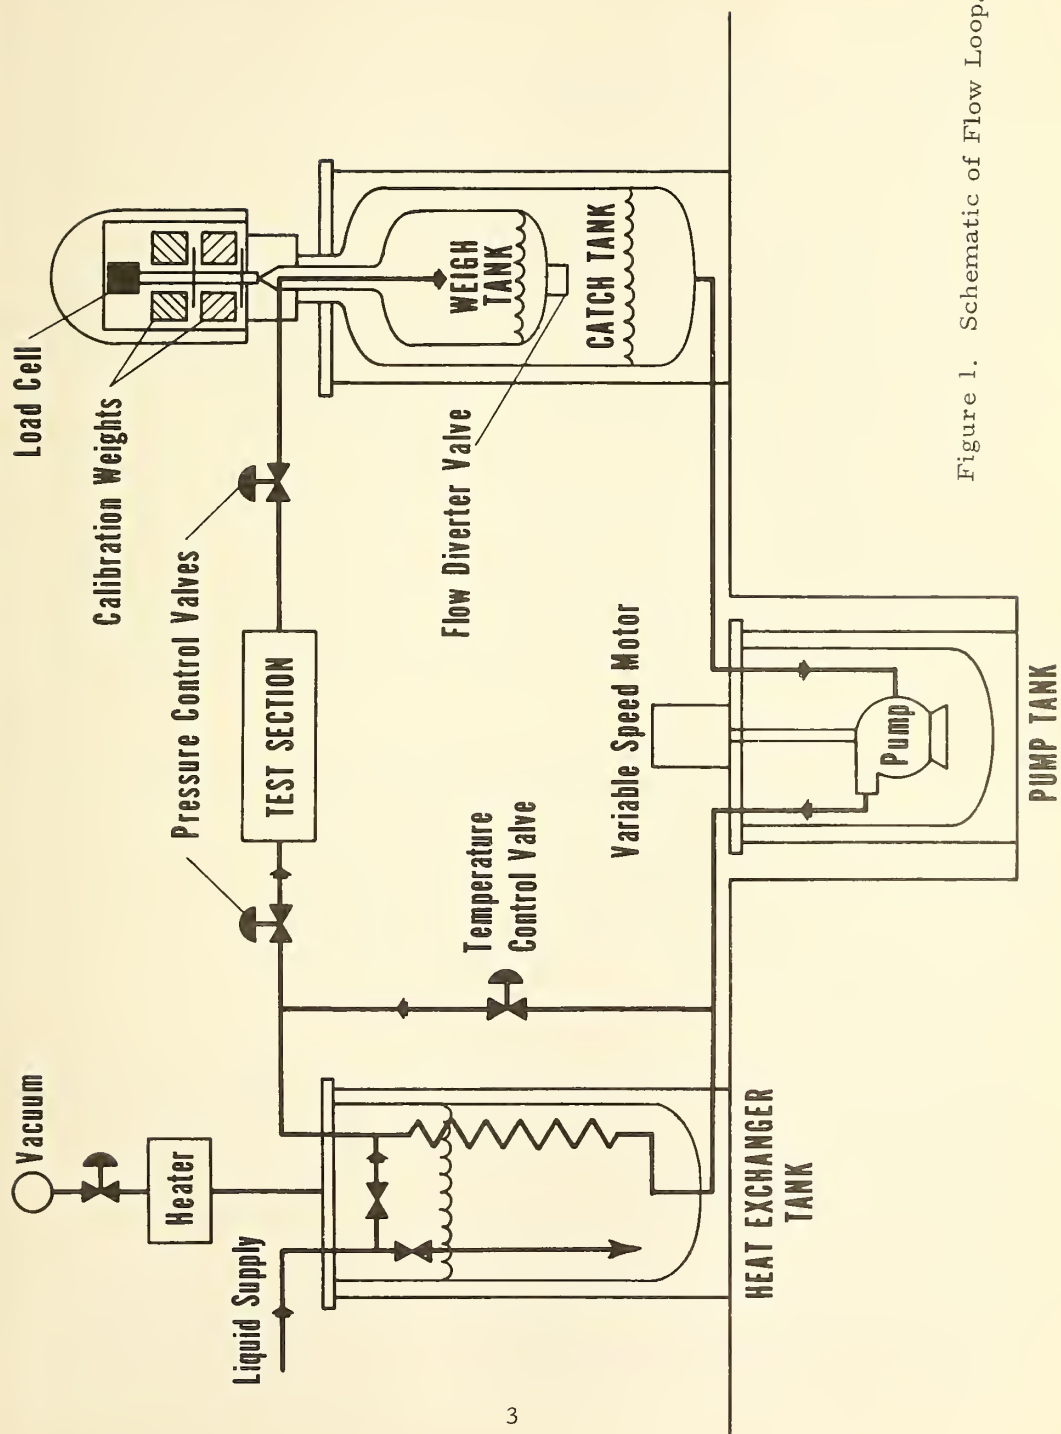 Load Cell
Calibration Weights
Pressure Control Valves
TEST SECTION
Vacuum
Heater
Liquid Supply
WEIGH
TANK
CATCH TANK
Flow Diverter Valve
Temperature
Control Valve
Variable Speed Motor
Pump
PUMP TANK
HEAT EXCHANGER
TANK
Figure 1. Schematic of Flow Loop.
3